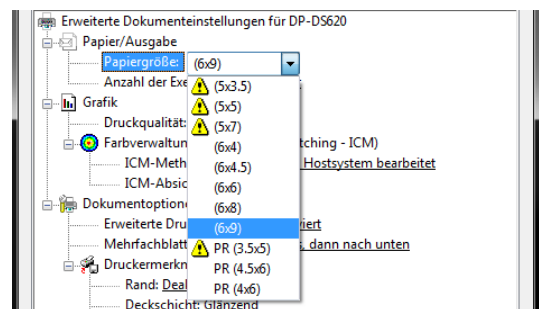 Erweiterte Dokumenteinstellungen für DP-DS620
Papier/Ausgabe
Papiergröße: (6x9)
Anzahl der Exe
(5x3.5)
Grafik
(5x5)
Druckqualität:
(5x7)
Farbverwaltun
(6x4)
tching - ICM)
ICM-Meth
(6x4.5)
Hostsystem bearbeitet
ICM-Absic
(6x6)
Dokumentoptione
(6x8)
Erweiterte Dru
(6x9)
viert
Mehrfachblatt
PR (3.5x5)
, dann nach unten
Druckermerkn
PR (4.5x6)
Rand: Deal
PR (4x6)
Deckschicht: Glänzend